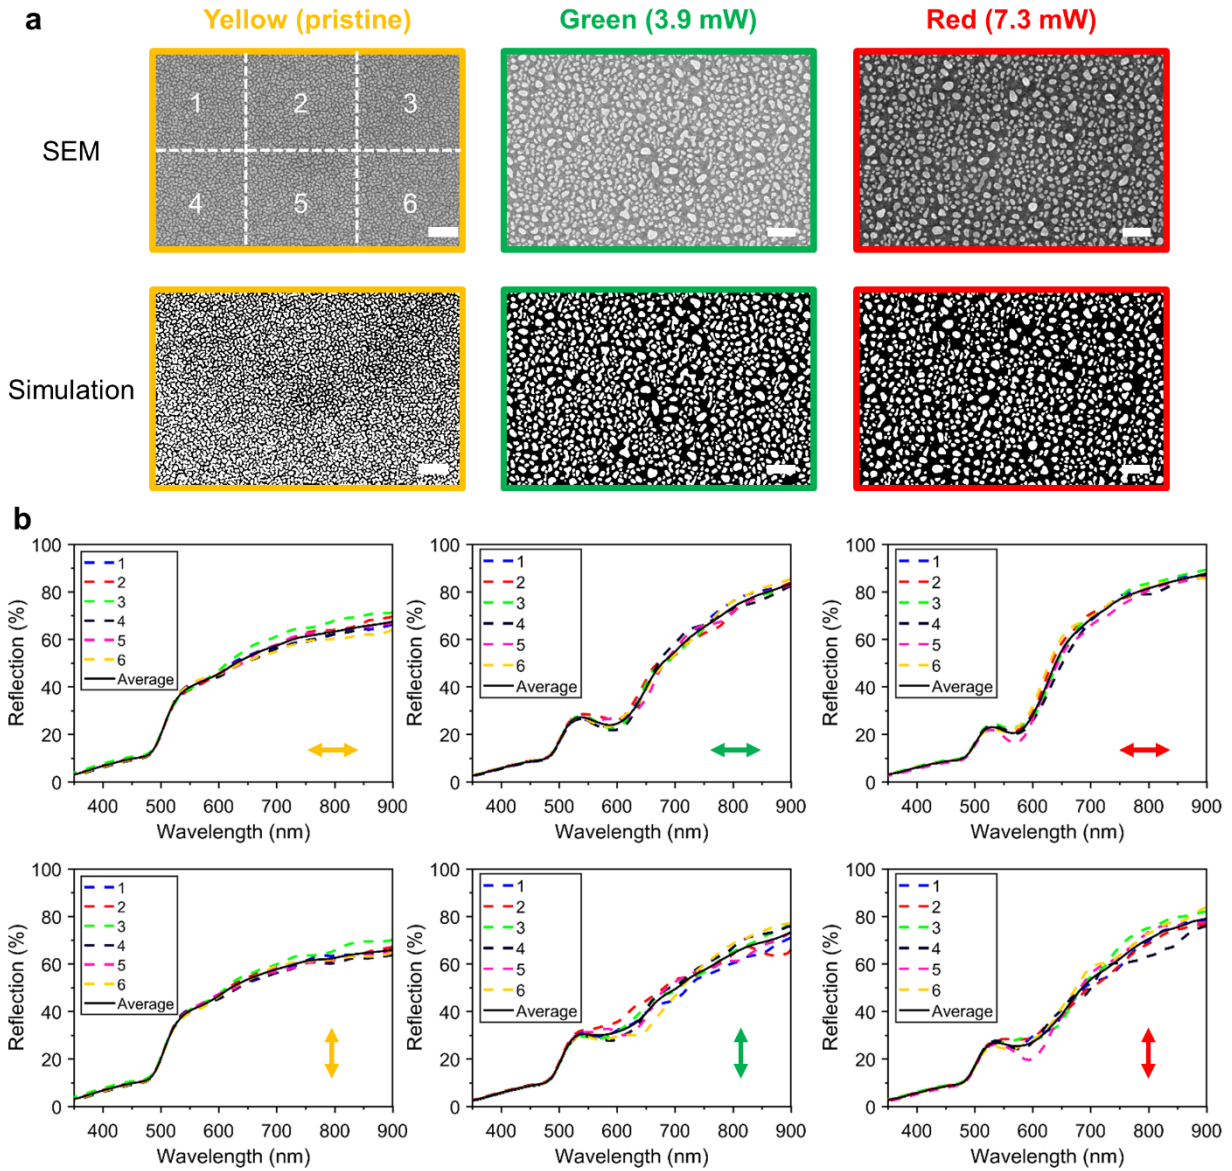 a
Yellow (pristine)
Green (3.9 mW)
Red (7.3 mW)
SEM
1 2 3
4 5 6
Simulation
b
100
80
60
40
20
0
Reflection (%)
1
2
3
4
5
6
Average
400 500 600 700 800 900
Wavelength (nm)
100
80
60
40
20
0
Reflection (%)
1
2
3
4
5
6
Average
400 500 600 700 800 900
Wavelength (nm)
100
80
60
40
20
0
Reflection (%)
1
2
3
4
5
6
Average
400 500 600 700 800 900
Wavelength (nm)
100
80
60
40
20
0
Reflection (%)
1
2
3
4
5
6
Average
400 500 600 700 800 900
Wavelength (nm)
100
80
60
40
20
0
Reflection (%)
1
2
3
4
5
6
Average
400 500 600 700 800 900
Wavelength (nm)
100
80
60
40
20
0
Reflection (%)
1
2
3
4
5
6
Average
400 500 600 700 800 900
Wavelength (nm)